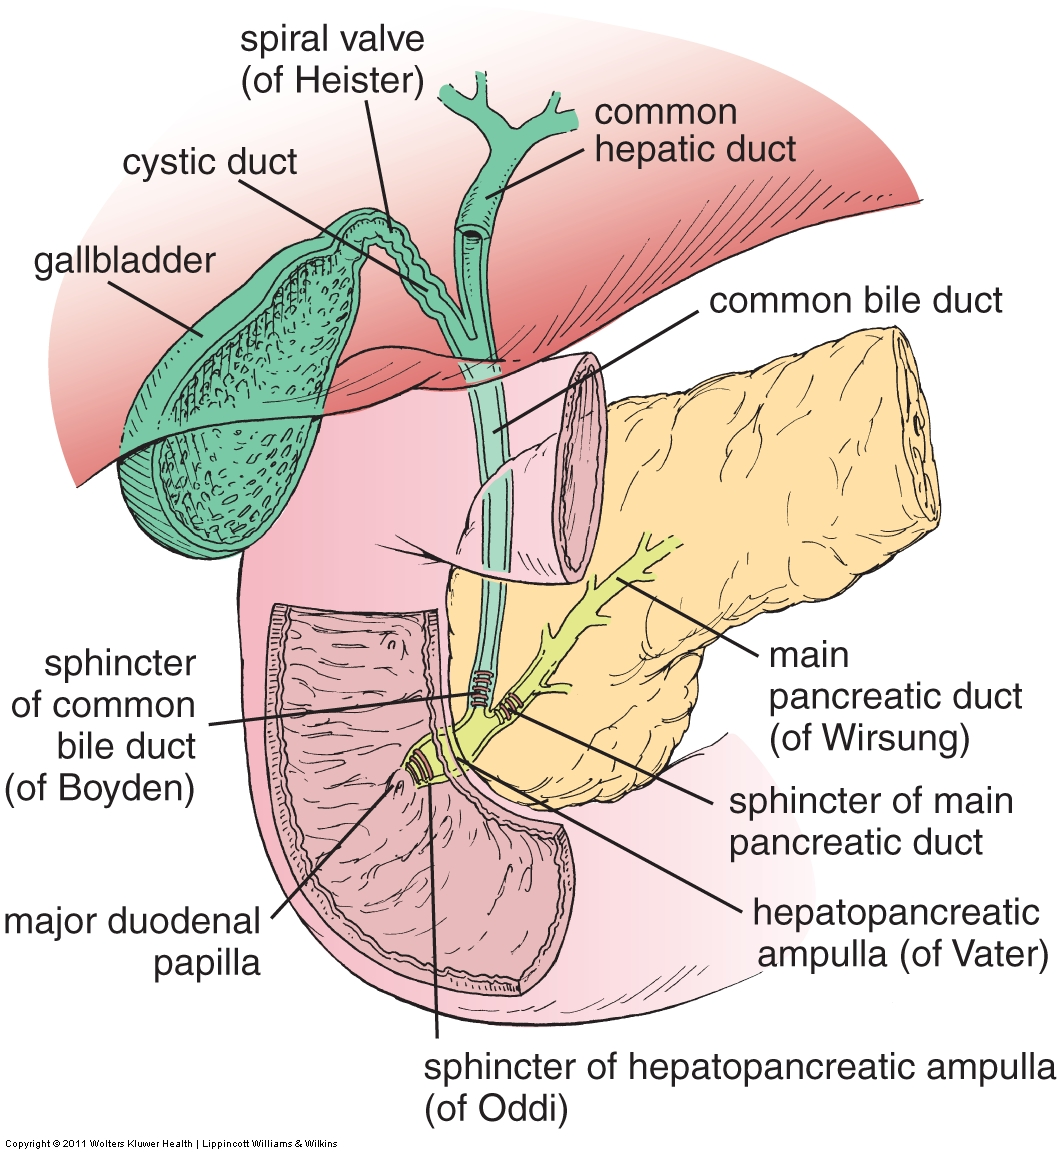 spiral valve
(of Heister)
common
hepatic duct
cystic duct
gallbladder
common bile duct
sphincter
of common
bile duct
(of Boyden)
main
pancreatic duct
(of Wirsung)
sphincter of main
pancreatic duct
major duodenal
papilla
hepatopancreatic
ampulla (of Vater)
sphincter of hepatopancreatic ampulla
(of Oddi)
Copyright © 2011 Wolters Kluwer Health | Lippincott Williams & Wilkins